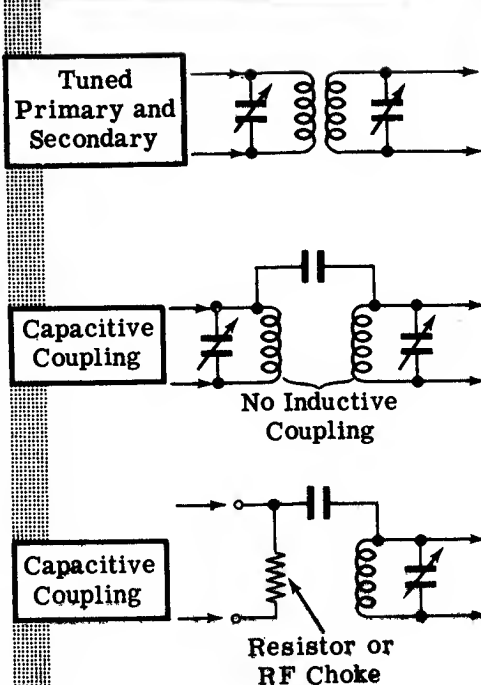 Tuned
Primary and
Secondary
Capacitive
Coupling
No Inductive
Coupling
Capacitive
Coupling
Resistor or
RF Choke